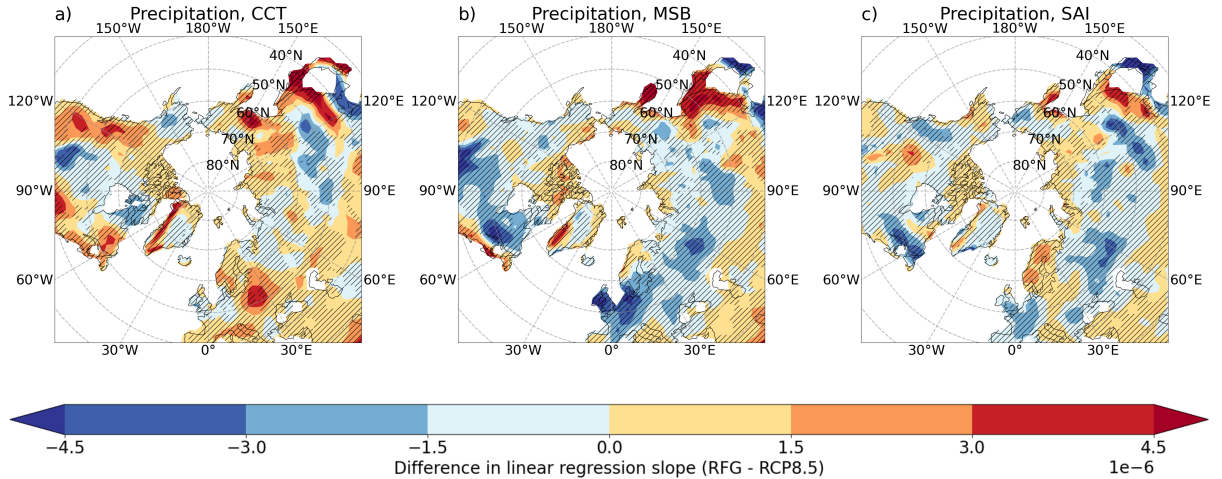 a) Precipitation, CCT b) Precipitation, MSB c) Precipitation, SAI
150°W 180°W 150°E 150°W 180°W 150°E 150°W 180°W 150°E
40°N 40°N 40°N
50°N 50°N 50°N
120°W 120°E 120°W 120°E 120°W 120°E
60°N 60°N 60°N
70°N 70°N 70°N
80°N 80°N 80°N
90°W 90°E 90°W 90°E 90°W 90°E
60°W 60°E 60°W 60°E 60°W 60°E
30°W 0° 30°E 30°W 0° 30°E 30°W 0° 30°E
−4.5 −3.0 −1.5 0.0 1.5 3.0 4.5
Difference in linear regression slope (RFG - RCP8.5) 1e−6